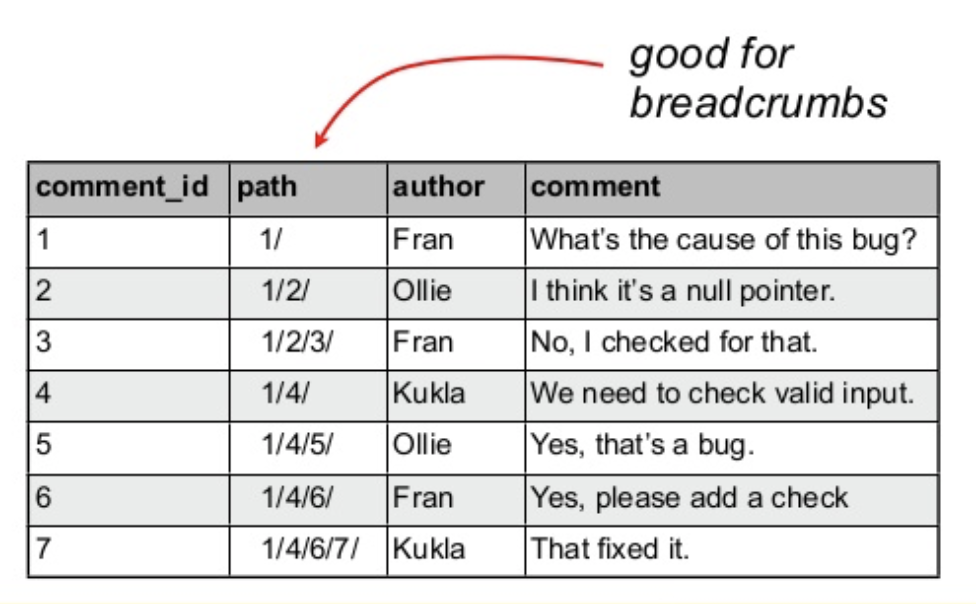 good for
breadcrumbs
comment_id path author comment
1 1/ Fran What's the cause of this bug?
2 1/2/ Ollie I think it's a null pointer.
3 1/2/3/ Fran No, I checked for that.
4 1/4/ Kukla We need to check valid input.
5 1/4/5/ Ollie Yes, that's a bug.
6 1/4/6/ Fran Yes, please add a check
7 1/4/6/7/ Kukla That fixed it.